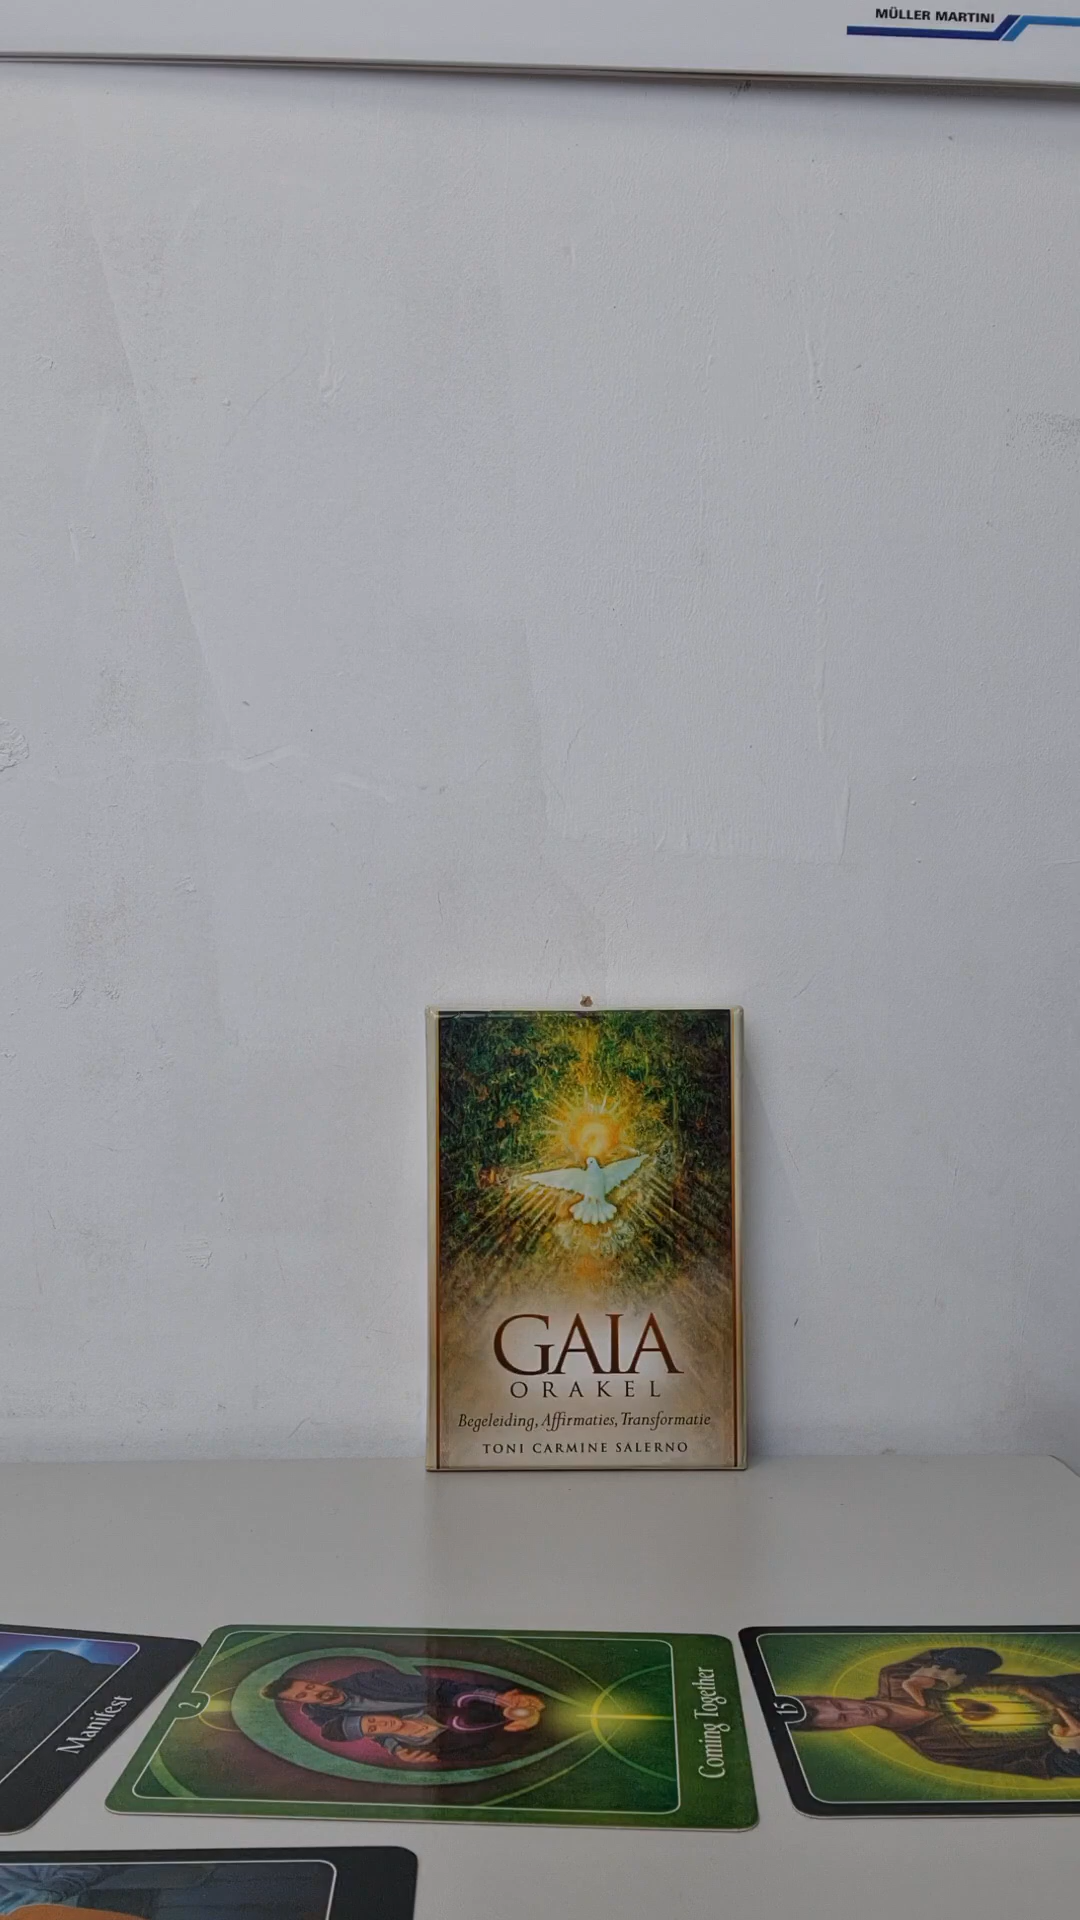 MÜLLER MARTINI
GAIA
ORAKEL
Begeleiding, Affirmaties, Transformatie
TONI CARMINE SALERNO
Manifest
2
Coming Together
15